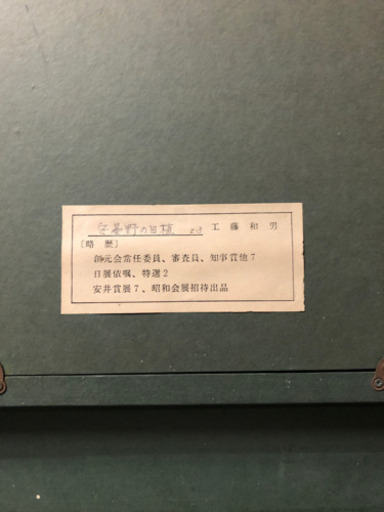 安曇野の田植 工藤和男
〔略歴〕
創元会常任委員、審査員、知事賞他7
日展依嘱、特選2
安井賞展7、昭和会展招待出品